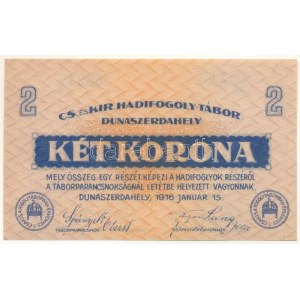 2
2
CS. ÉS KIR. HADIFOGOLY-TÁBOR
DUNASZERDAHELY
KÉT KORONA
MELY ÖSSZEG EGY RÉSZÉT KÉPEZI A HADIFOGLYOK RÉSZÉRŐL
A TÁBORPARANCSNOKSÁGNÁL LETÉTBE HELYEZETT VAGYONNAK.
DUNASZERDAHELY, 1916 JANUÁR 15.